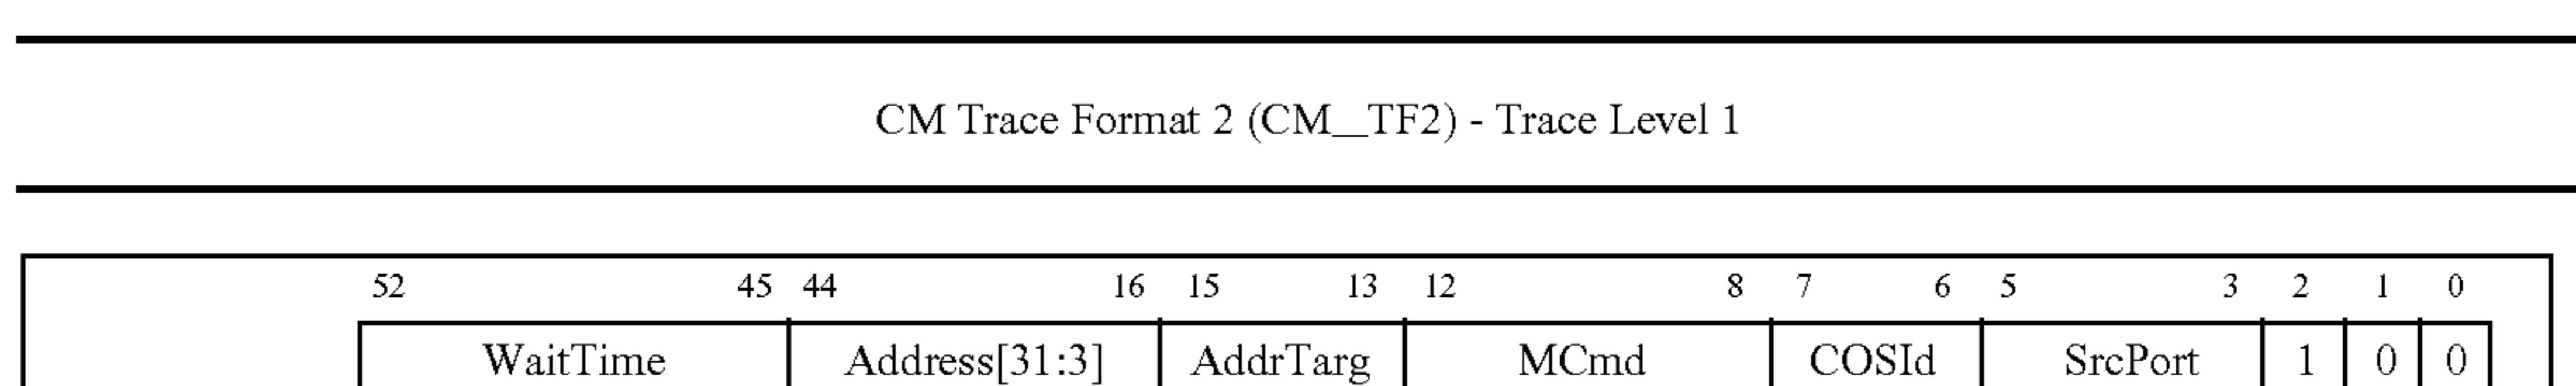 CM Trace Format 2 (CM__TF2) - Trace Level 1
52 45 44 16 15 13 12 8 7 6 5 3 2 1 0
WaitTime Address[31:3] AddrTarg MCmd COSId SrcPort 1 0 0